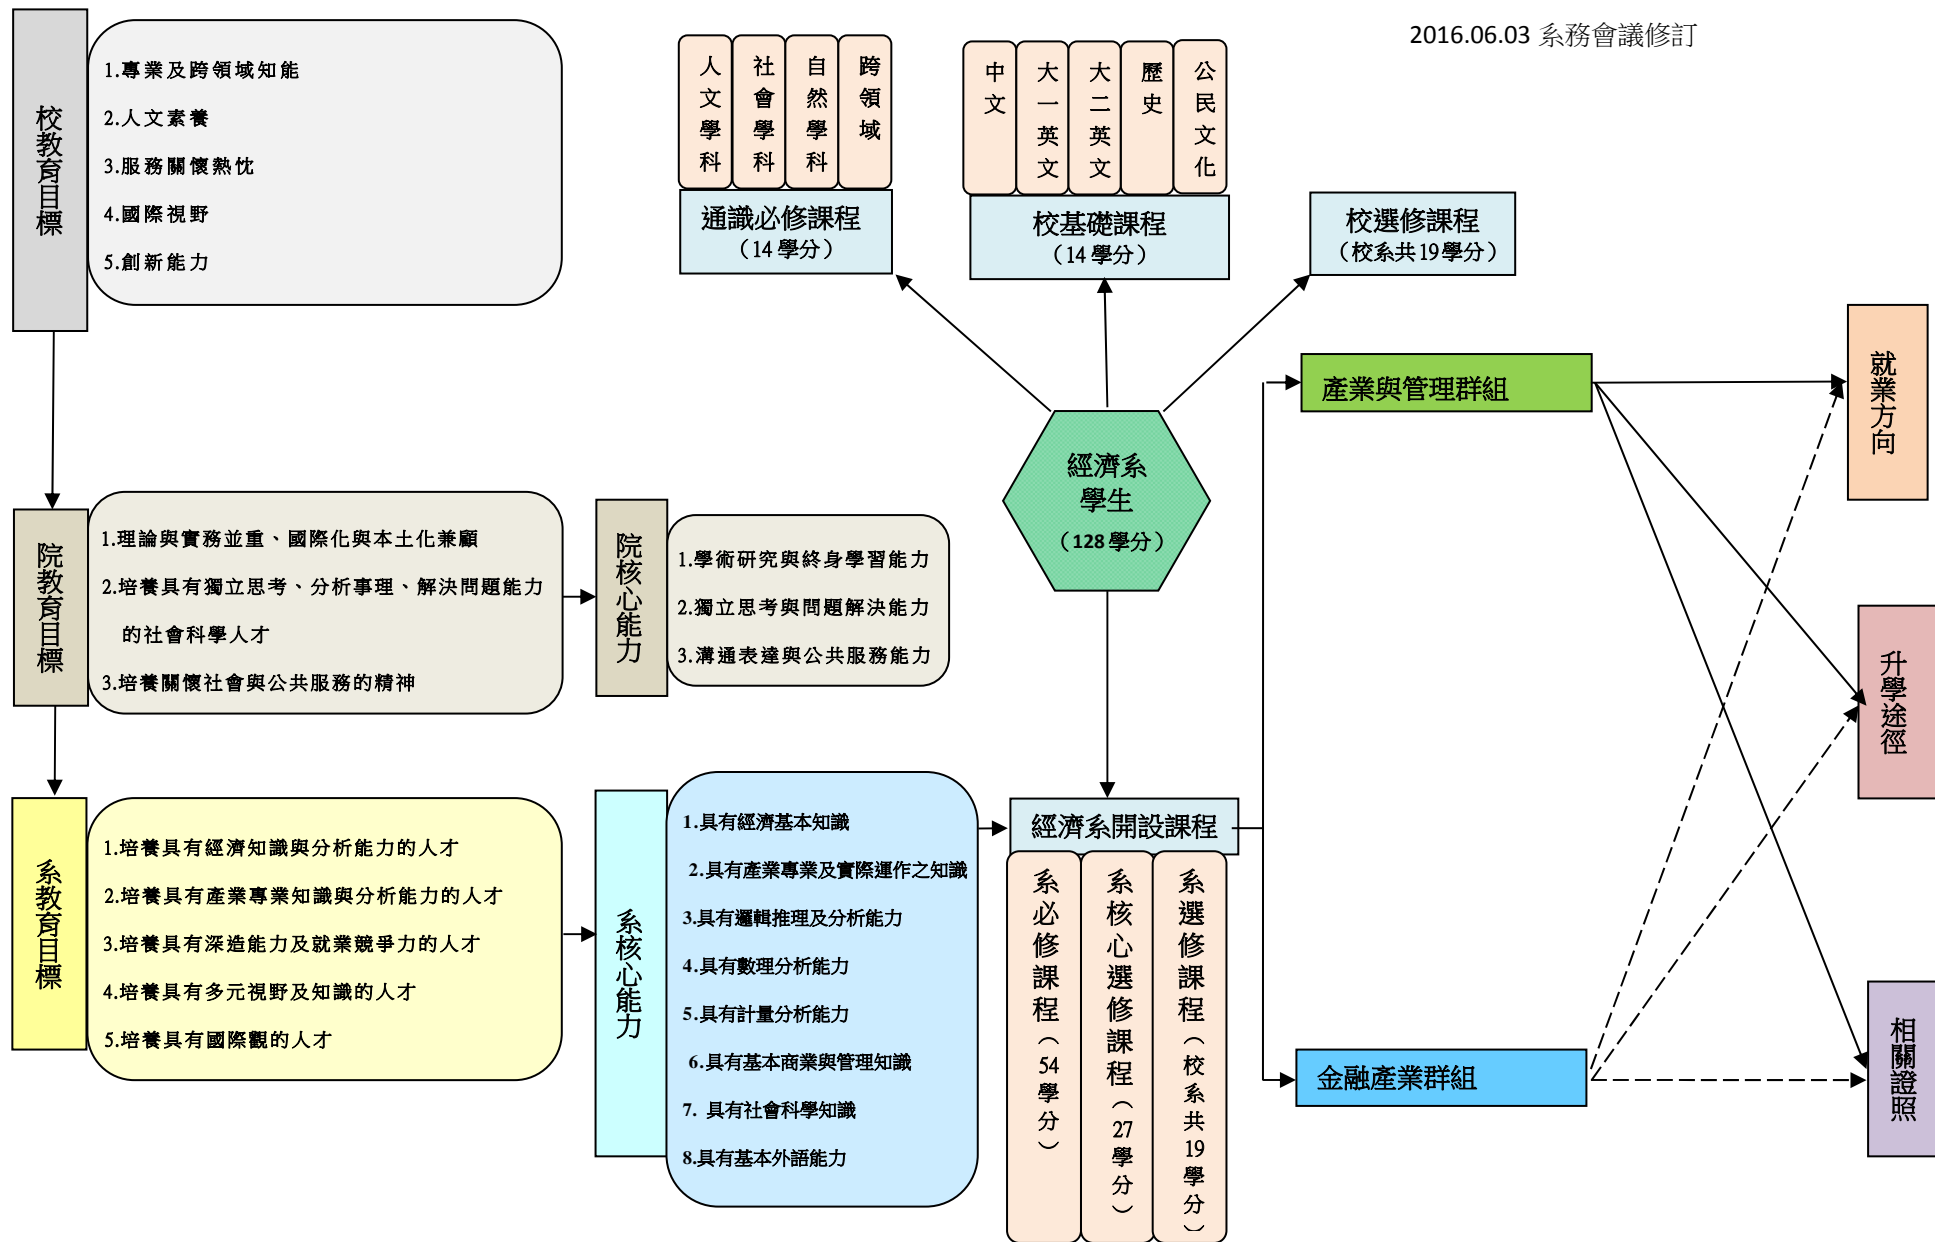 2016.06.03 系務會議修訂
校教育目標
1.專業及跨領域知能
2.人文素養
3.服務關懷熱忱
4.國際視野
5.創新能力
人文學科
社會學科
自然學科
跨領域
通識必修課程
（14 學分）
中文
大一英文
大二英文
歷史
公民文化
校基礎課程
（14 學分）
校選修課程
（校系共19學分）
經濟系
學生
（128 學分）
院教育目標
1.理論與實務並重、國際化與本土化兼顧
2.培養具有獨立思考、分析事理、解決問題能力
的社會科學人才
3.培養關懷社會與公共服務的精神
院核心能力
1.學術研究與終身學習能力
2.獨立思考與問題解決能力
3.溝通表達與公共服務能力
系教育目標
1.培養具有經濟知識與分析能力的人才
2.培養具有產業專業知識與分析能力的人才
3.培養具有深造能力及就業競爭力的人才
4.培養具有多元視野及知識的人才
5.培養具有國際觀的人才
系核心能力
1.具有經濟基本知識
2.具有產業專業及實際運作之知識
3.具有邏輯推理及分析能力
4.具有數理分析能力
5.具有計量分析能力
6.具有基本商業與管理知識
7. 具有社會科學知識
8.具有基本外語能力
經濟系開設課程
系必修課程（54學分）
系核心選修課程（27學分）
系選修課程（校系共19學分）
產業與管理群組
金融產業群組
就業方向
升學途徑
相關證照